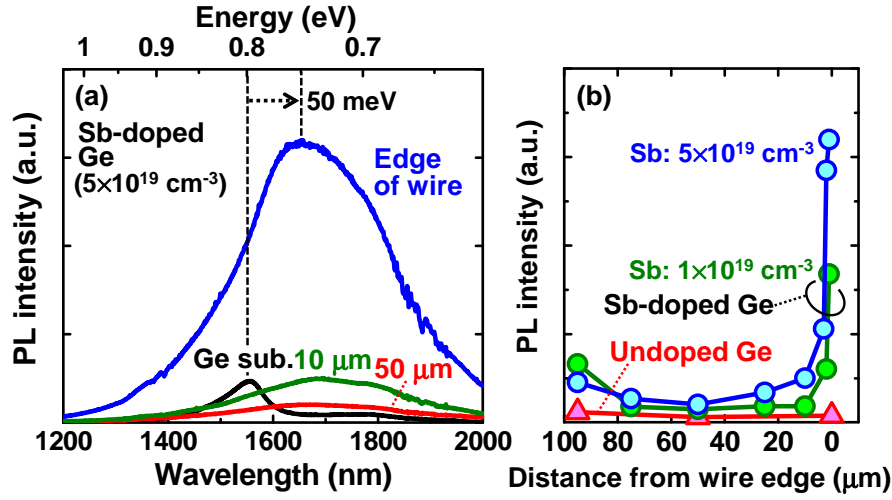 Energy (eV)
1 0.9 0.8 0.7
(a)
50 meV
Sb-doped
Ge
(5×10¹⁹ cm⁻³)
Edge
of wire
Ge sub.
10 μm
50 μm
PL intensity (a.u.)
1200 1400 1600 1800 2000
Wavelength (nm)
(b)
Sb: 5×10¹⁹ cm⁻³
Sb: 1×10¹⁹ cm⁻³
Sb-doped Ge
Undoped Ge
PL intensity (a.u.)
100 80 60 40 20 0
Distance from wire edge (μm)